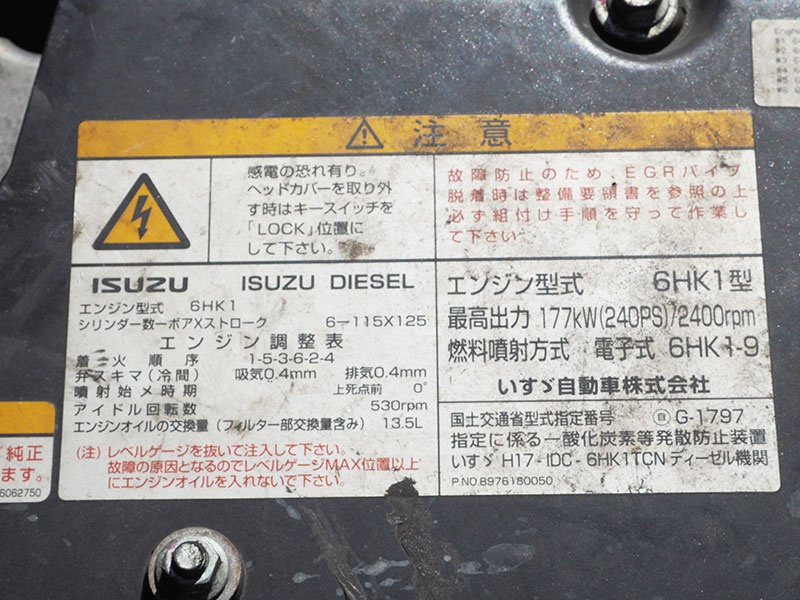 注意
感電の恐れ有り。
ヘッドカバーを取り外
す時はキースイッチを
「LOCK」位置に
して下さい。
故障防止のため、EGRパイプ
脱着時は整備要領書を参照の上
必ず組付け手順を守って作業し
て下さい。
ISUZU ISUZU DIESEL
エンジン型式 6HK1
シリンダー数ーボアXストローク 6ー115X125
エンジン調整表
着火順序 1-5-3-6-2-4
弁スキマ(冷間) 吸気0.4mm 排気0.4mm
噴射始メ時期 上死点前 0°
アイドル回転数 530rpm
エンジンオイルの交換量(フィルター部交換量含み) 13.5L
(注)レベルゲージを抜いて注入して下さい。
故障の原因となるのでレベルゲージMAX位置以上
にエンジンオイルを入れないで下さい。
エンジン型式 6HK1型
最高出力 177kW(240PS)/2400rpm
燃料噴射方式 電子式 6HK1-9
いすゞ自動車株式会社
国土交通省型式指定番号 自 G-1797
指定に係る一酸化炭素等発散防止装置
いすゞ H17-IDC-6HK1TCN ディーゼル機関
P.NO.8976180050
純正
ます。
6062750